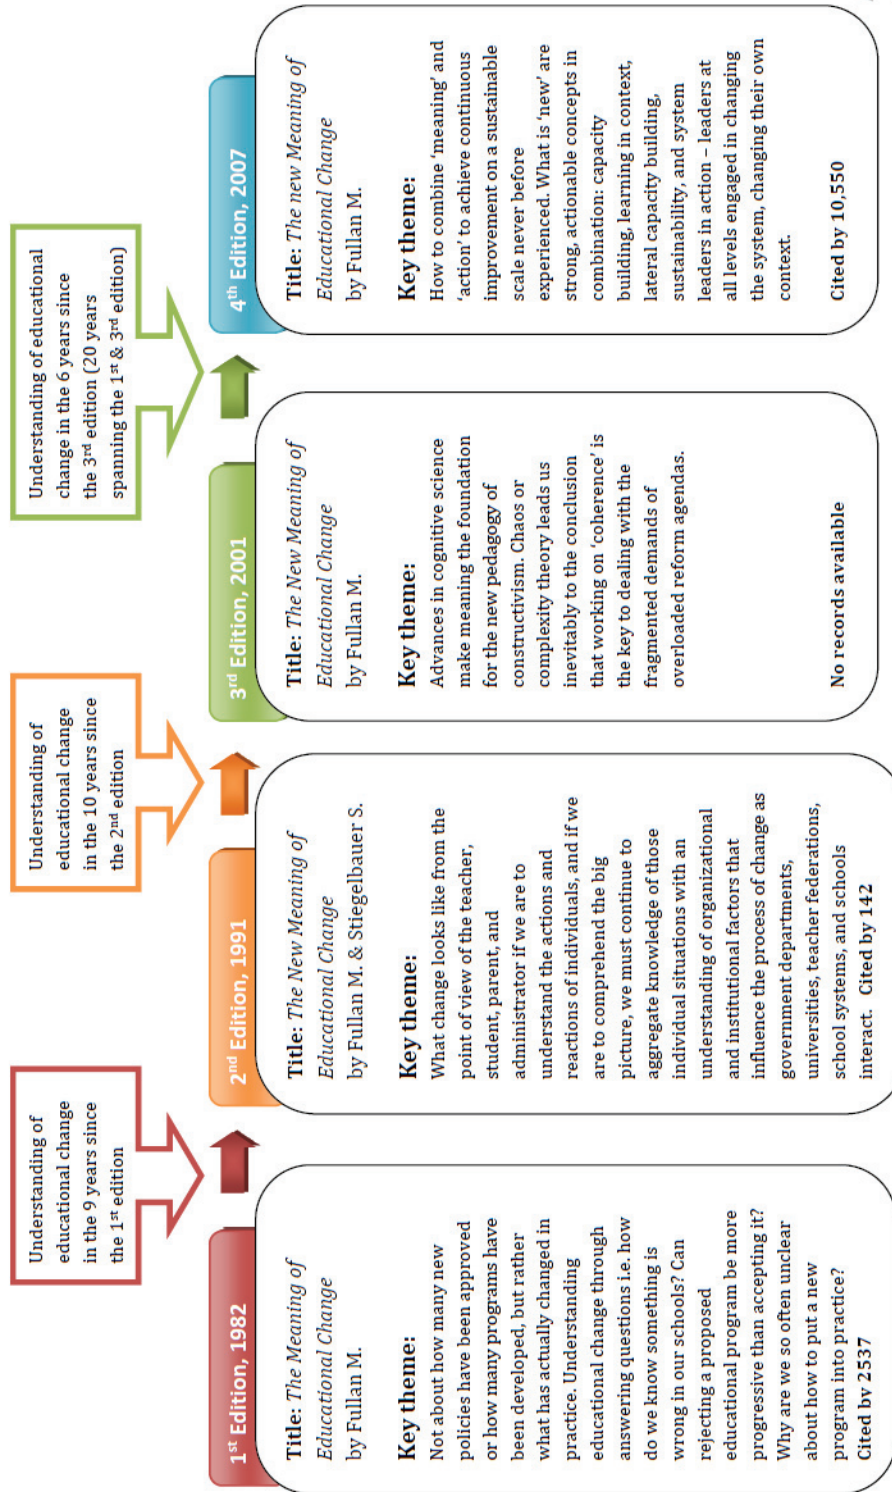 Understanding of
educational change
in the 9 years since
the 1st edition
Understanding of
educational change
in the 10 years since
the 2nd edition
Understanding of educational
change in the 6 years since
the 3rd edition (20 years
spanning the 1st & 3rd edition)
1st Edition, 1982
Title: The Meaning of
Educational Change
by Fullan M.
Key theme:
Not about how many new
policies have been approved
or how many programs have
been developed, but rather
what has actually changed in
practice. Understanding
educational change through
answering questions i.e. how
do we know something is
wrong in our schools? Can
rejecting a proposed
educational program be more
progressive than accepting it?
Why are we so often unclear
about how to put a new
program into practice?
Cited by 2537
2nd Edition, 1991
Title: The New Meaning of
Educational Change
by Fullan M. & Stiegelbauer S.
Key theme:
What change looks like from the
point of view of the teacher,
student, parent, and
administrator if we are to
understand the actions and
reactions of individuals, and if we
are to comprehend the big
picture, we must continue to
aggregate knowledge of those
individual situations with an
understanding of organizational
and institutional factors that
influence the process of change as
government departments,
universities, teacher federations,
school systems, and schools
interact. Cited by 142
3rd Edition, 2001
Title: The New Meaning of
Educational Change
by Fullan M.
Key theme:
Advances in cognitive science
make meaning the foundation
for the new pedagogy of
constructivism. Chaos or
complexity theory leads us
inevitably to the conclusion
that working on 'coherence' is
the key to dealing with the
fragmented demands of
overloaded reform agendas.
No records available
4th Edition, 2007
Title: The new Meaning of
Educational Change
by Fullan M.
Key theme:
How to combine 'meaning' and
'action' to achieve continuous
improvement on a sustainable
scale never before
experienced. What is 'new' are
strong, actionable concepts in
combination: capacity
building, learning in context,
lateral capacity building,
sustainability, and system
leaders in action – leaders at
all levels engaged in changing
the system, changing their own
context.
Cited by 10,550